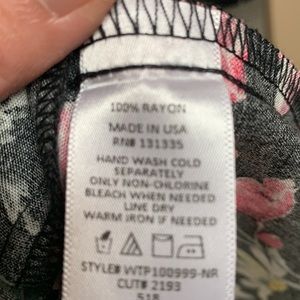 100% RAYON
MADE IN USA
RN# 131335
HAND WASH COLD
SEPARATELY
ONLY NON-CHLORINE
BLEACH WHEN NEEDED
LINE DRY
WARM IRON IF NEEDED
STYLE# WTP100999-NR
CUT# 2193
518